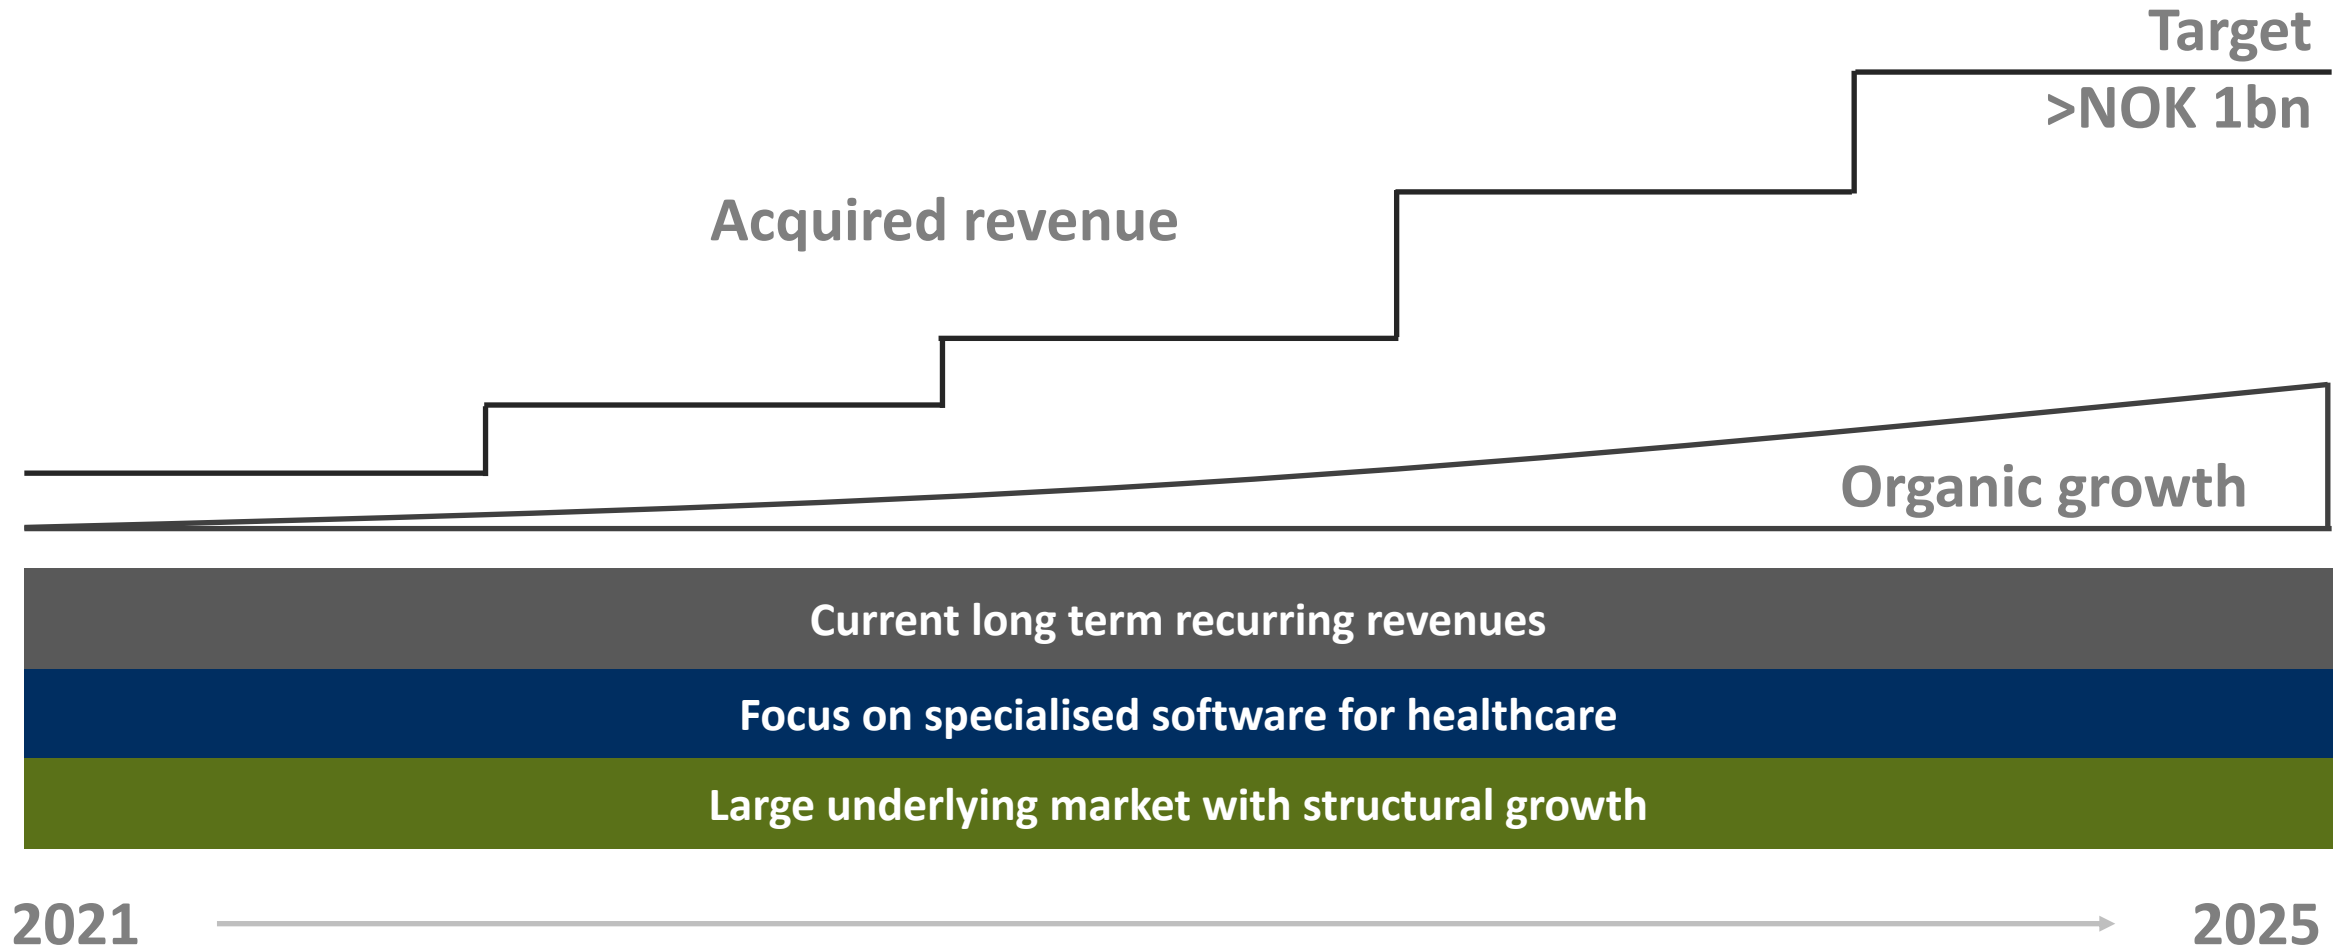 Target
>NOK 1bn
Acquired revenue
Organic growth
Current long term recurring revenues
Focus on specialised software for healthcare
Large underlying market with structural growth
2021
2025